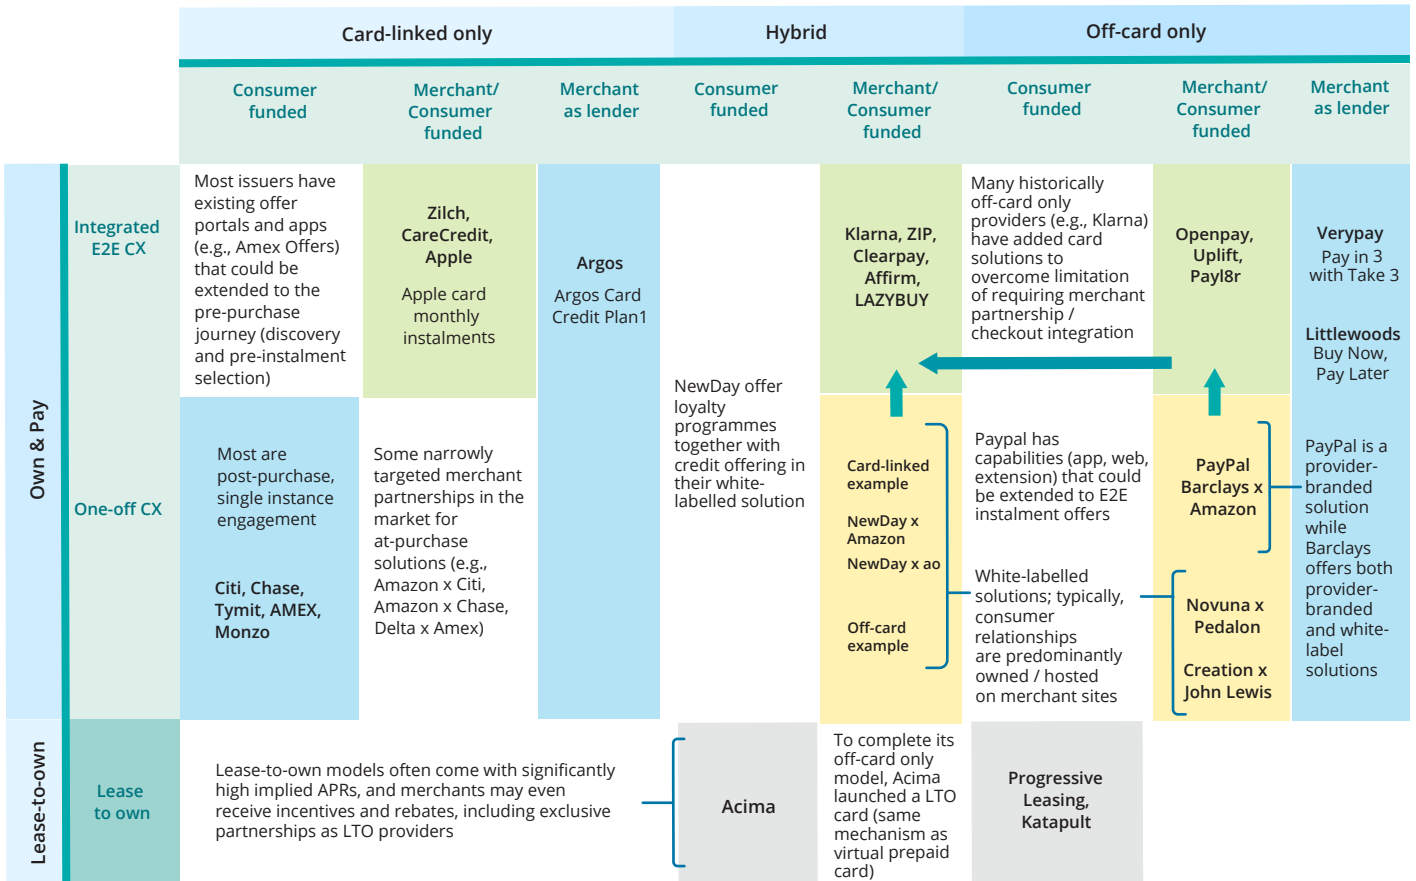 Card-linked only
Hybrid
Off-card only
Consumer
funded
Merchant/
Consumer
funded
Merchant
as lender
Consumer
funded
Merchant/
Consumer
funded
Consumer
funded
Merchant/
Consumer
funded
Merchant
as lender
Own & Pay
Integrated
E2E CX
Most issuers have
existing offer
portals and apps
(e.g., Amex Offers)
that could be
extended to the
pre-purchase
journey (discovery
and pre-instalment
selection)
Zilch,
CareCredit,
Apple
Apple card
monthly
instalments
Argos
Argos Card
Credit Plan1
NewDay offer
loyalty
programmes
together with
credit offering in
their white-
labelled solution
Klarna, ZIP,
Clearpay,
Affirm,
LAZYBUY
Many historically
off-card only
providers (e.g., Klarna)
have added card
solutions to
overcome limitation
of requiring merchant
partnership /
checkout integration
Openpay,
Uplift,
Payl8r
Verypay
Pay in 3
with Take 3
Littlewoods
Buy Now,
Pay Later
One-off CX
Most are
post-purchase,
single instance
engagement
Citi, Chase,
Tymit, AMEX,
Monzo
Some narrowly
targeted merchant
partnerships in the
market for
at-purchase
solutions (e.g.,
Amazon x Citi,
Amazon x Chase,
Delta x Amex)
Card-linked
example
NewDay x
Amazon
NewDay x ao
Off-card
example
Paypal has
capabilities (app, web,
extension) that could
be extended to E2E
instalment offers
White-labelled
solutions; typically,
consumer
relationships
are predominantly
owned / hosted
on merchant sites
PayPal
Barclays x
Amazon
Novuna x
Pedalon
Creation x
John Lewis
PayPal is a
provider-
branded
solution
while
Barclays
offers both
provider-
branded
and white-
label
solutions
Lease-to-own
Lease
to own
Lease-to-own models often come with significantly
high implied APRs, and merchants may even
receive incentives and rebates, including exclusive
partnerships as LTO providers
Acima
To complete its
off-card only
model, Acima
launched a LTO
card (same
mechanism as
virtual prepaid
card)
Progressive
Leasing,
Katapult